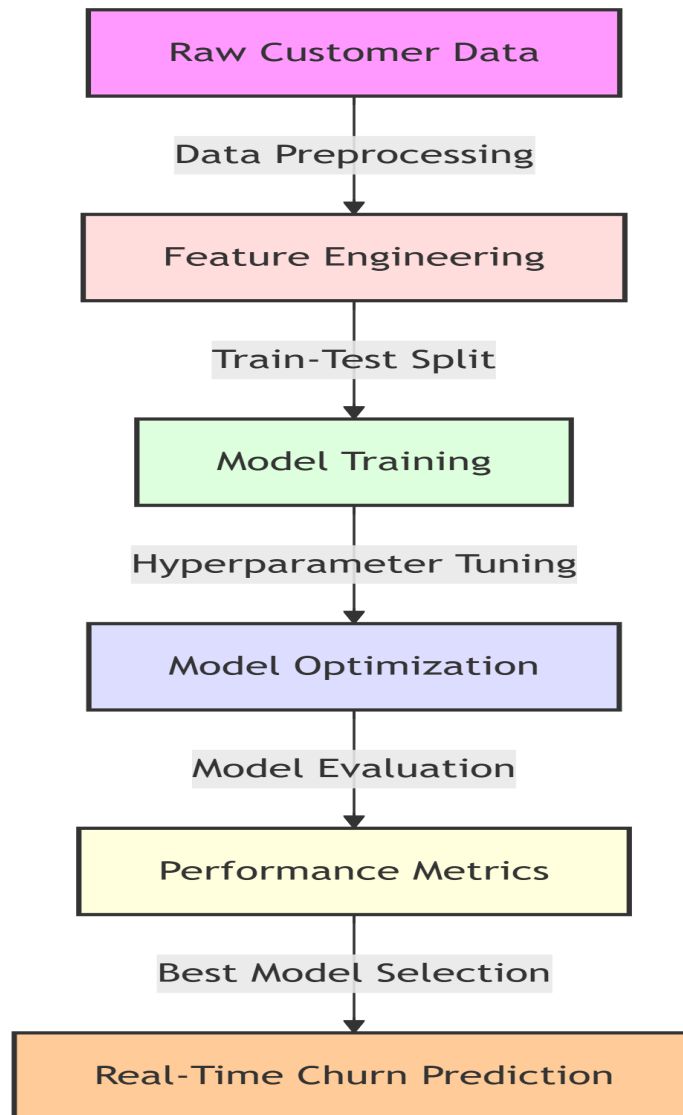 Raw Customer Data
Data Preprocessing
Feature Engineering
Train-Test Split
Model Training
Hyperparameter Tuning
Model Optimization
Model Evaluation
Performance Metrics
Best Model Selection
Real-Time Churn Prediction